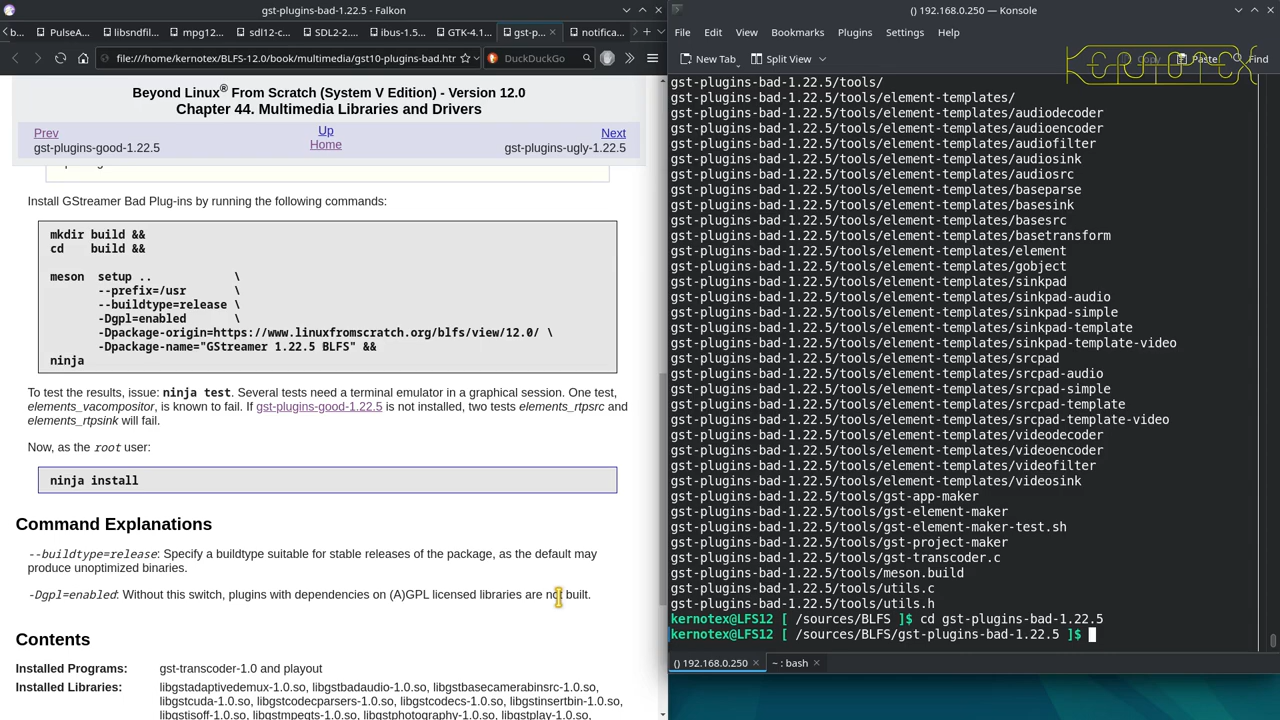 gst-plugins-bad-1.22.5 - Falkon
b...
PulseA...
libsndfil...
mpg12...
sdl12-c...
SDL2-2....
ibus-1.5...
GTK-4.1...
gst-p...
notifica...
file:///home/kernotex/BLFS-12.0/book/multimedia/gst10-plugins-bad.htm
DuckDuckGo
Beyond Linux® From Scratch (System V Edition) - Version 12.0
Chapter 44. Multimedia Libraries and Drivers
Prev Up Next
gst-plugins-good-1.22.5 Home gst-plugins-ugly-1.22.5
Install GStreamer Bad Plug-ins by running the following commands:
mkdir build &&
cd    build &&
meson  setup ..            \
--prefix=/usr       \
--buildtype=release \
-Dgpl=enabled       \
-Dpackage-origin=https://www.linuxfromscratch.org/blfs/view/12.0/ \
-Dpackage-name="GStreamer 1.22.5 BLFS" &&
ninja
To test the results, issue: ninja test. Several tests need a terminal emulator in a graphical session. One test,
elements_vacompositor, is known to fail. If gst-plugins-good-1.22.5 is not installed, two tests elements_rtpsrc and
elements_rtpsink will fail.
Now, as the root user:
ninja install
Command Explanations
--buildtype=release: Specify a buildtype suitable for stable releases of the package, as the default may
produce unoptimized binaries.
-Dgpl=enabled: Without this switch, plugins with dependencies on (A)GPL licensed libraries are not built.
Contents
Installed Programs: gst-transcoder-1.0 and playout
Installed Libraries: libgstadaptivedemux-1.0.so, libgstbadaudio-1.0.so, libgstbasecamerabinsrc-1.0.so,
libgstcuda-1.0.so, libgstcodecparsers-1.0.so, libgstcodecs-1.0.so, libgstinsertbin-1.0.so,
libgstisoff-1.0.so, libgstmpegts-1.0.so, libgstphotography-1.0.so, libgstplay-1.0.so,
() 192.168.0.250 — Konsole
File Edit View Bookmarks Plugins Settings Help
New Tab Split View Copy Paste Find
KERNOTEX
gst-plugins-bad-1.22.5/tools/
gst-plugins-bad-1.22.5/tools/element-templates/
gst-plugins-bad-1.22.5/tools/element-templates/audiodecoder
gst-plugins-bad-1.22.5/tools/element-templates/audioencoder
gst-plugins-bad-1.22.5/tools/element-templates/audiofilter
gst-plugins-bad-1.22.5/tools/element-templates/audiosink
gst-plugins-bad-1.22.5/tools/element-templates/audiosrc
gst-plugins-bad-1.22.5/tools/element-templates/baseparse
gst-plugins-bad-1.22.5/tools/element-templates/basesink
gst-plugins-bad-1.22.5/tools/element-templates/basesrc
gst-plugins-bad-1.22.5/tools/element-templates/basetransform
gst-plugins-bad-1.22.5/tools/element-templates/element
gst-plugins-bad-1.22.5/tools/element-templates/gobject
gst-plugins-bad-1.22.5/tools/element-templates/sinkpad
gst-plugins-bad-1.22.5/tools/element-templates/sinkpad-audio
gst-plugins-bad-1.22.5/tools/element-templates/sinkpad-simple
gst-plugins-bad-1.22.5/tools/element-templates/sinkpad-template
gst-plugins-bad-1.22.5/tools/element-templates/sinkpad-template-video
gst-plugins-bad-1.22.5/tools/element-templates/srcpad
gst-plugins-bad-1.22.5/tools/element-templates/srcpad-audio
gst-plugins-bad-1.22.5/tools/element-templates/srcpad-simple
gst-plugins-bad-1.22.5/tools/element-templates/srcpad-template
gst-plugins-bad-1.22.5/tools/element-templates/srcpad-template-video
gst-plugins-bad-1.22.5/tools/element-templates/videodecoder
gst-plugins-bad-1.22.5/tools/element-templates/videoencoder
gst-plugins-bad-1.22.5/tools/element-templates/videofilter
gst-plugins-bad-1.22.5/tools/element-templates/videosink
gst-plugins-bad-1.22.5/tools/gst-app-maker
gst-plugins-bad-1.22.5/tools/gst-element-maker
gst-plugins-bad-1.22.5/tools/gst-element-maker-test.sh
gst-plugins-bad-1.22.5/tools/gst-project-maker
gst-plugins-bad-1.22.5/tools/gst-transcoder.c
gst-plugins-bad-1.22.5/tools/meson.build
gst-plugins-bad-1.22.5/tools/utils.c
gst-plugins-bad-1.22.5/tools/utils.h
kernotex@LFS12 [ /sources/BLFS ]$ cd gst-plugins-bad-1.22.5
kernotex@LFS12 [ /sources/BLFS/gst-plugins-bad-1.22.5 ]$
() 192.168.0.250
~ : bash